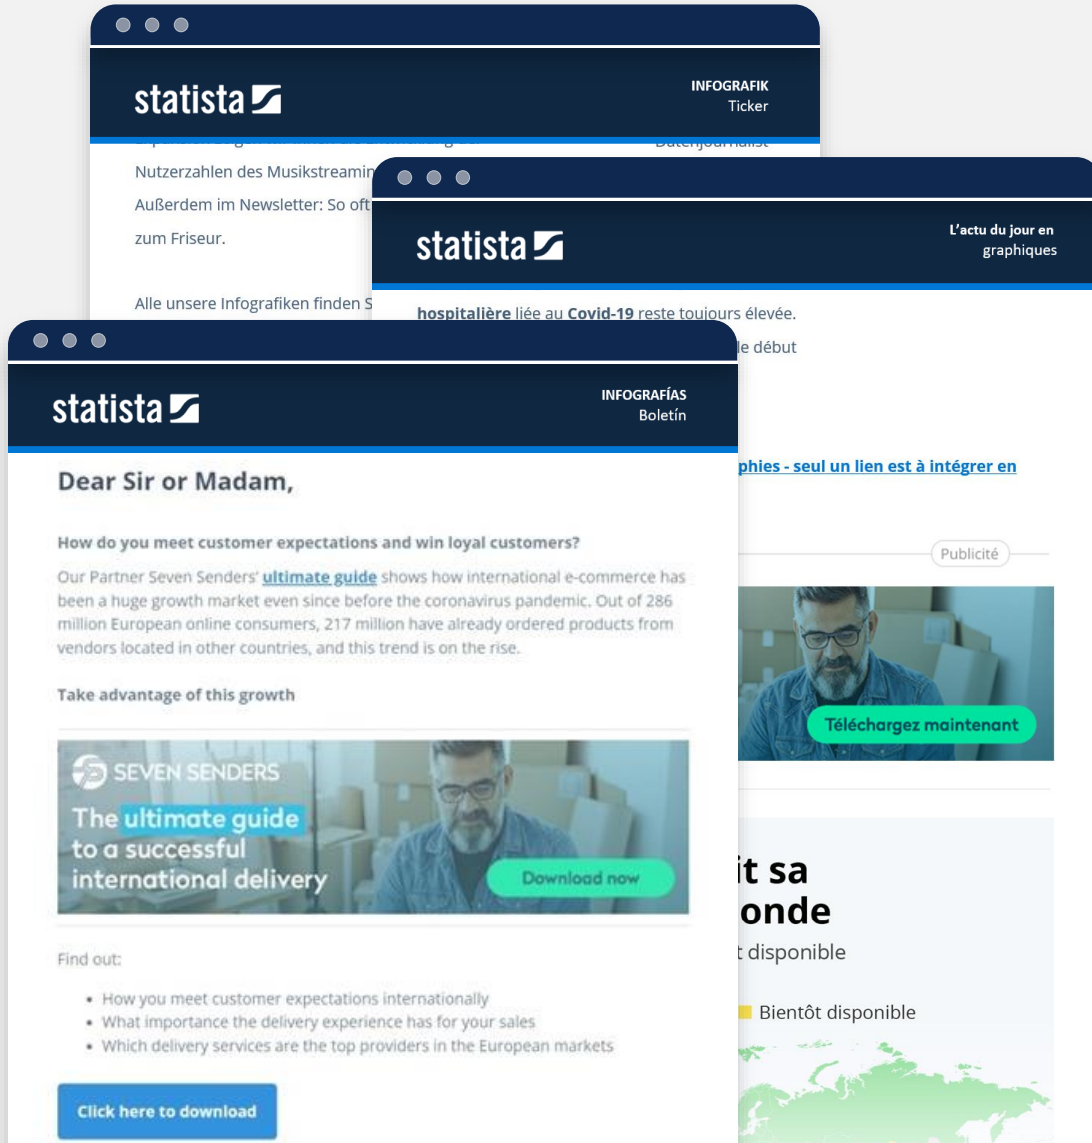 statista
INFOGRAFIK
Ticker
Datenjournalist
Nutzerzahlen des Musikstreamin
Außerdem im Newsletter: So oft
zum Friseur.
Alle unsere Infografiken finden S
statista
L'actu du jour en
graphiques
hospitalière liée au Covid-19 reste toujours élevée.
le début
phies - seul un lien est à intégrer en
Publicité
Téléchargez maintenant
it sa
onde
t disponible
Bientôt disponible
statista
INFOGRAFÍAS
Boletín
Dear Sir or Madam,
How do you meet customer expectations and win loyal customers?
Our Partner Seven Senders' ultimate guide shows how international e-commerce has
been a huge growth market even since before the coronavirus pandemic. Out of 286
million European online consumers, 217 million have already ordered products from
vendors located in other countries, and this trend is on the rise.
Take advantage of this growth
SEVEN SENDERS
The ultimate guide
to a successful
international delivery
Download now
Find out:
• How you meet customer expectations internationally
• What importance the delivery experience has for your sales
• Which delivery services are the top providers in the European markets
Click here to download